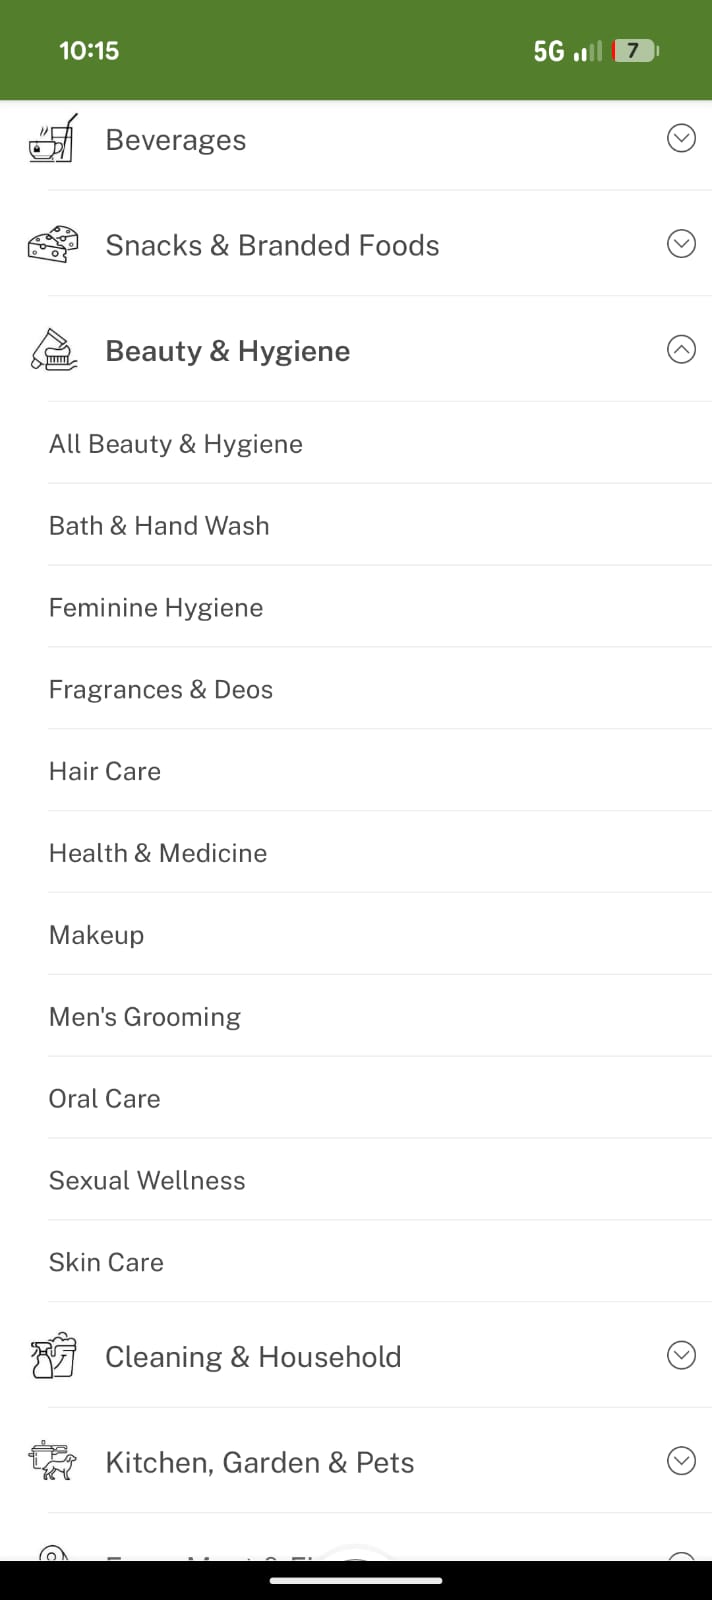 10:15
5G 7
Beverages
Snacks & Branded Foods
Beauty & Hygiene
All Beauty & Hygiene
Bath & Hand Wash
Feminine Hygiene
Fragrances & Deos
Hair Care
Health & Medicine
Makeup
Men's Grooming
Oral Care
Sexual Wellness
Skin Care
Cleaning & Household
Kitchen, Garden & Pets